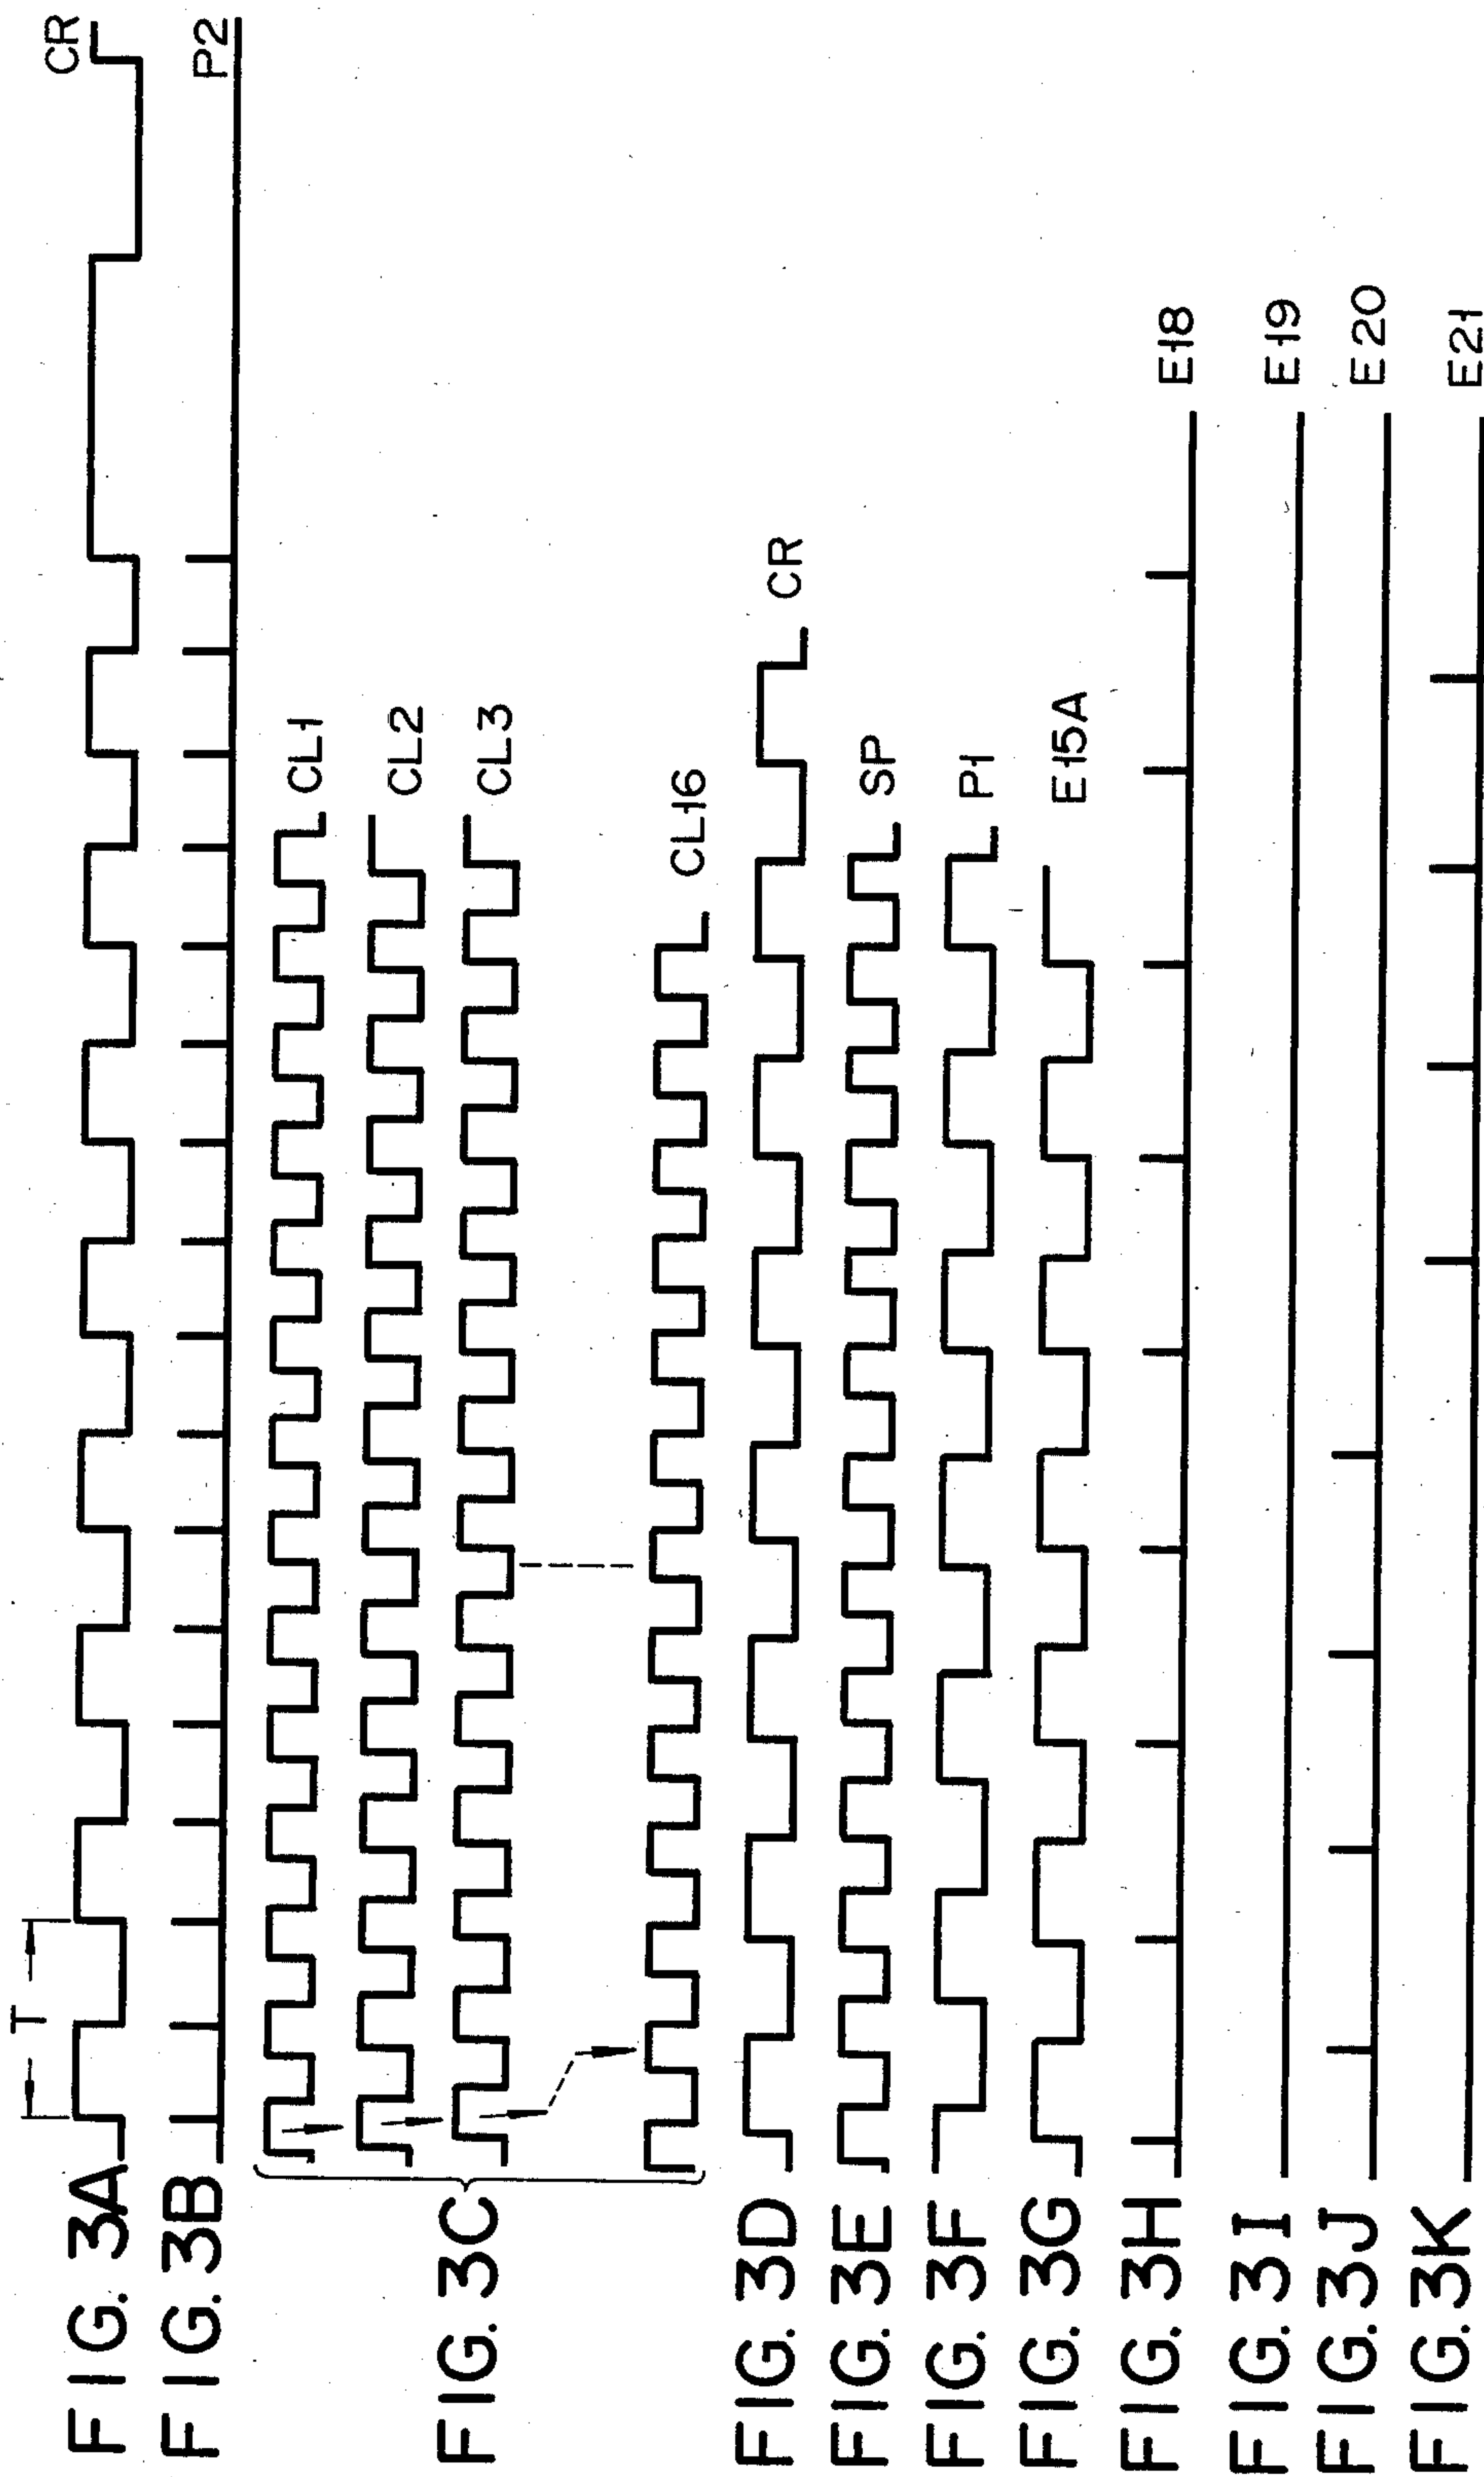 FIG. 3A
T
CR
FIG. 3B
P2
FIG. 3C
CL1
CL2
CL3
CL16
FIG. 3D
CR
FIG. 3E
SP
FIG. 3F
P1
FIG. 3G
E15A
FIG. 3H
E18
FIG. 3I
E19
FIG. 3J
E20
FIG. 3K
E21